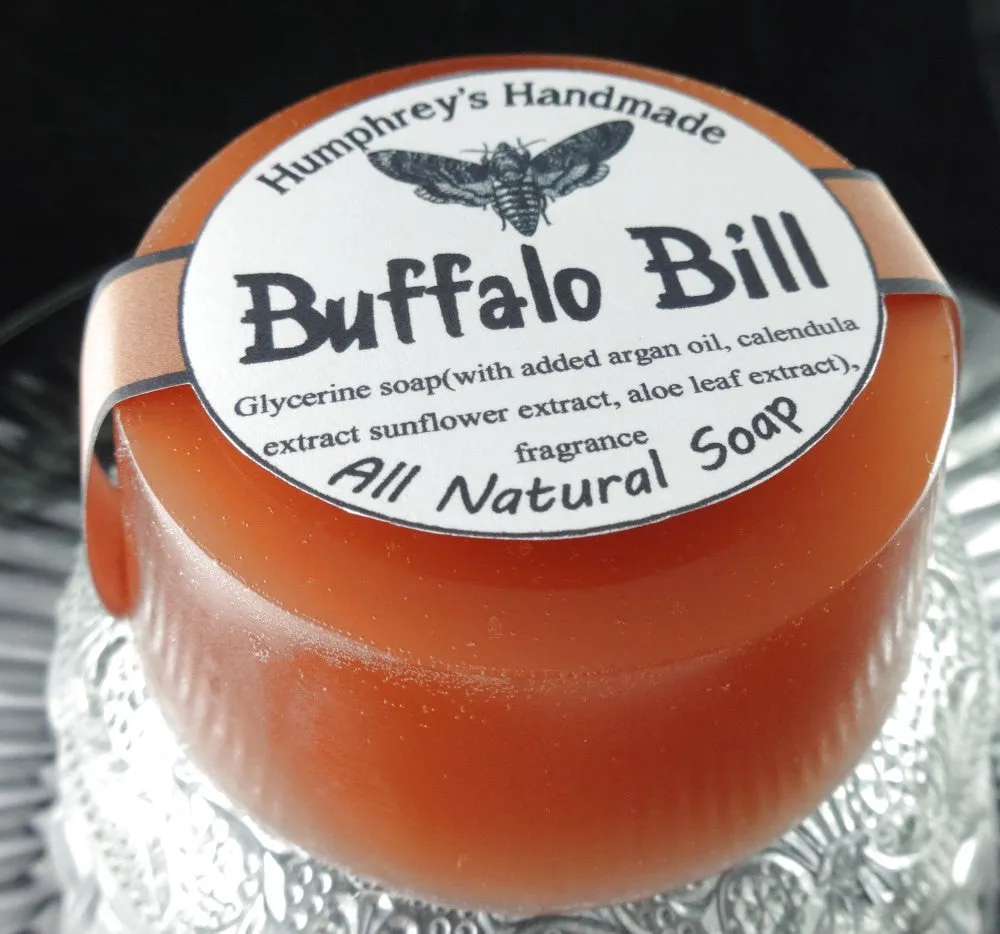 Humphrey's Handmade
Buffalo Bill
Glycerine soap(with added argan oil, calendula
extract sunflower extract, aloe leaf extract),
fragrance
All Natural Soap